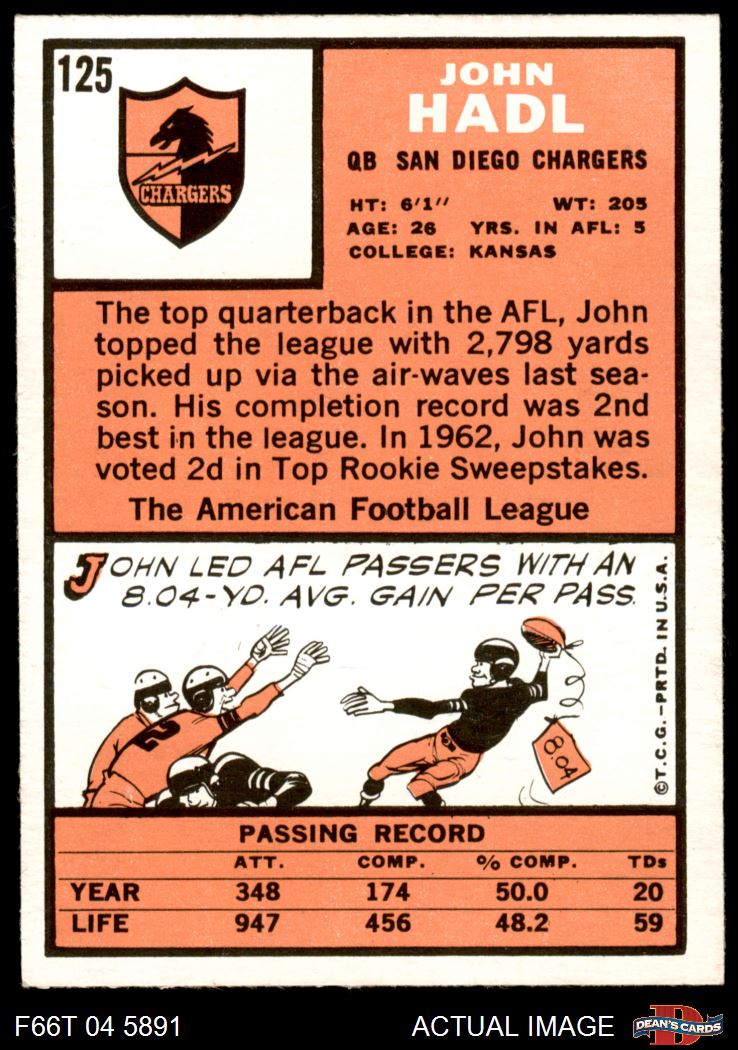 125
CHARGERS
JOHN
HADL
QB SAN DIEGO CHARGERS
HT: 6'1" WT: 205
AGE: 26 YRS. IN AFL: 5
COLLEGE: KANSAS
The top quarterback in the AFL, John
topped the league with 2,798 yards
picked up via the air-waves last sea-
son. His completion record was 2nd
best in the league. In 1962, John was
voted 2d in Top Rookie Sweepstakes.
The American Football League
JOHN LED AFL PASSERS WITH AN
8.04-YD. AVG. GAIN PER PASS.
2
8.04
©T.C.G.—PRTD. IN U.S.A.
PASSING RECORD
ATT. COMP. % COMP. TDs
YEAR 348 174 50.0 20
LIFE 947 456 48.2 59
F66T 04 5891 ACTUAL IMAGE
D
DEAN'S CARDS